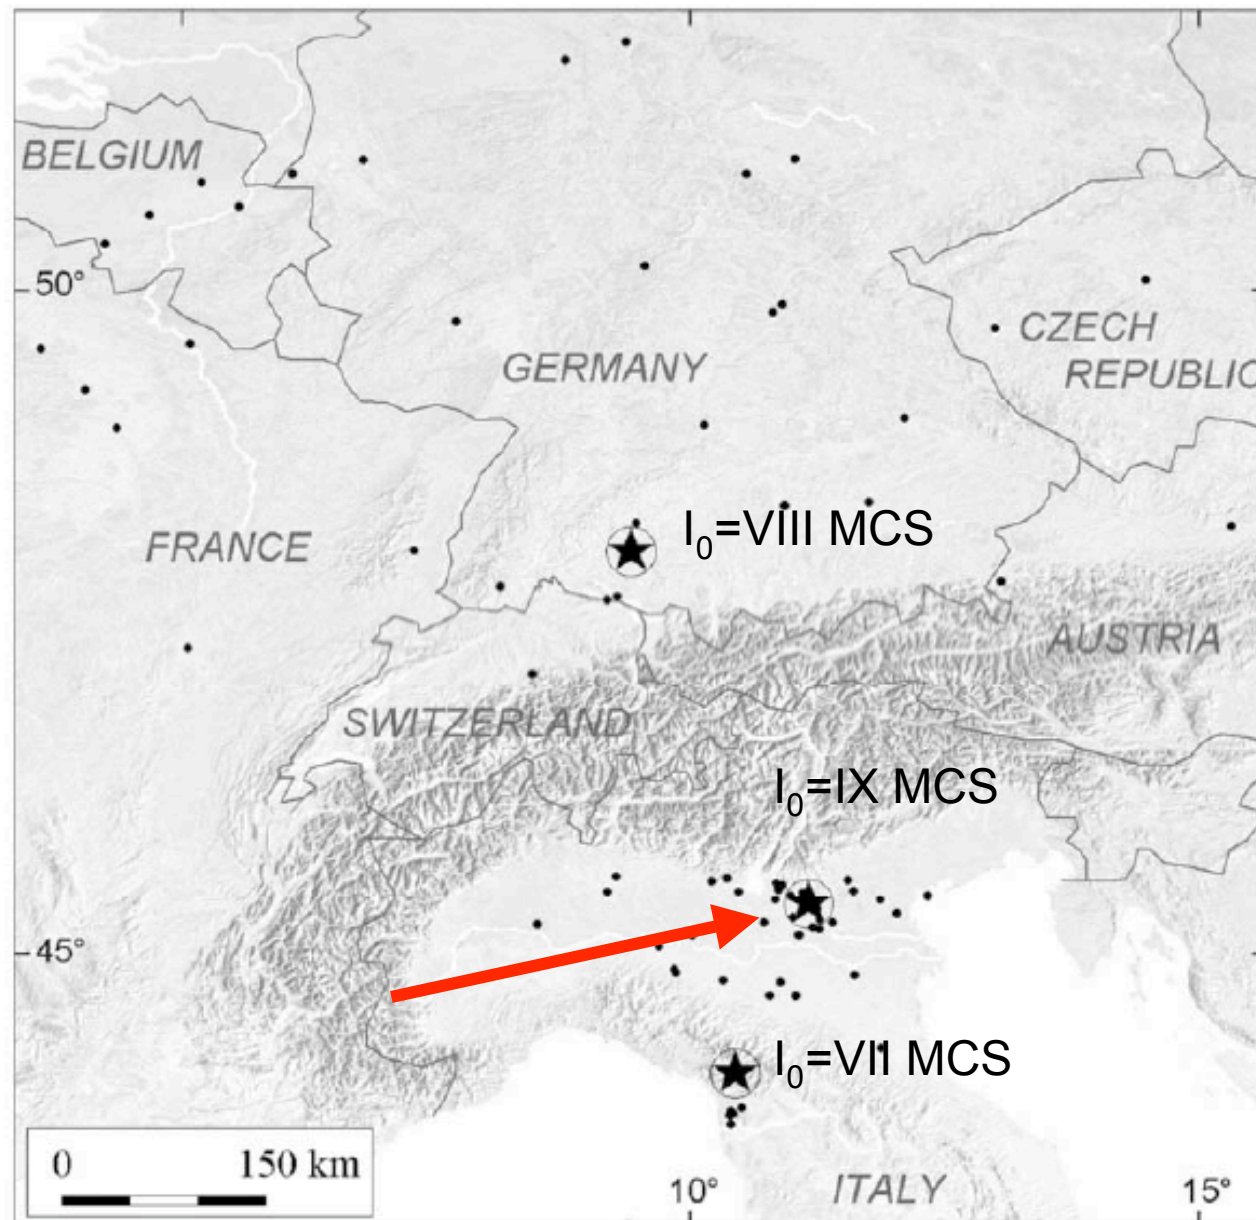 BELGIUM
50°
CZECH
REPUBLIC
GERMANY
I₀=VIII MCS
FRANCE
AUSTRIA
SWITZERLAND
I₀=IX MCS
45°
I₀=VII MCS
0 150 km
10° ITALY 15°